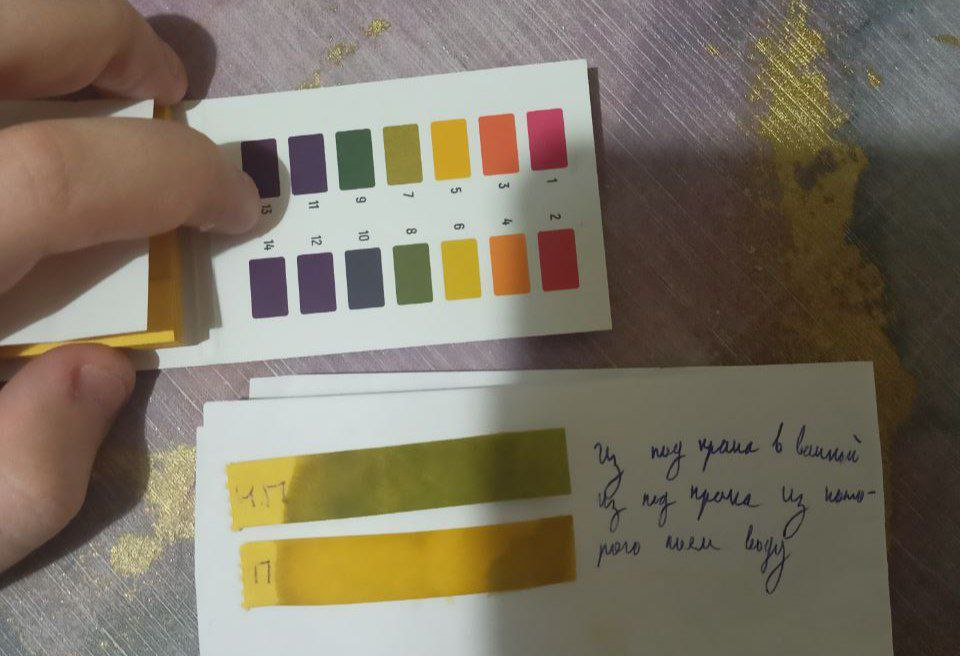 13 11 9 7 5 3 1
14 12 10 8 6 4 2
Из под крана в ванной
из под крана из кото-
рого пьем воду
П